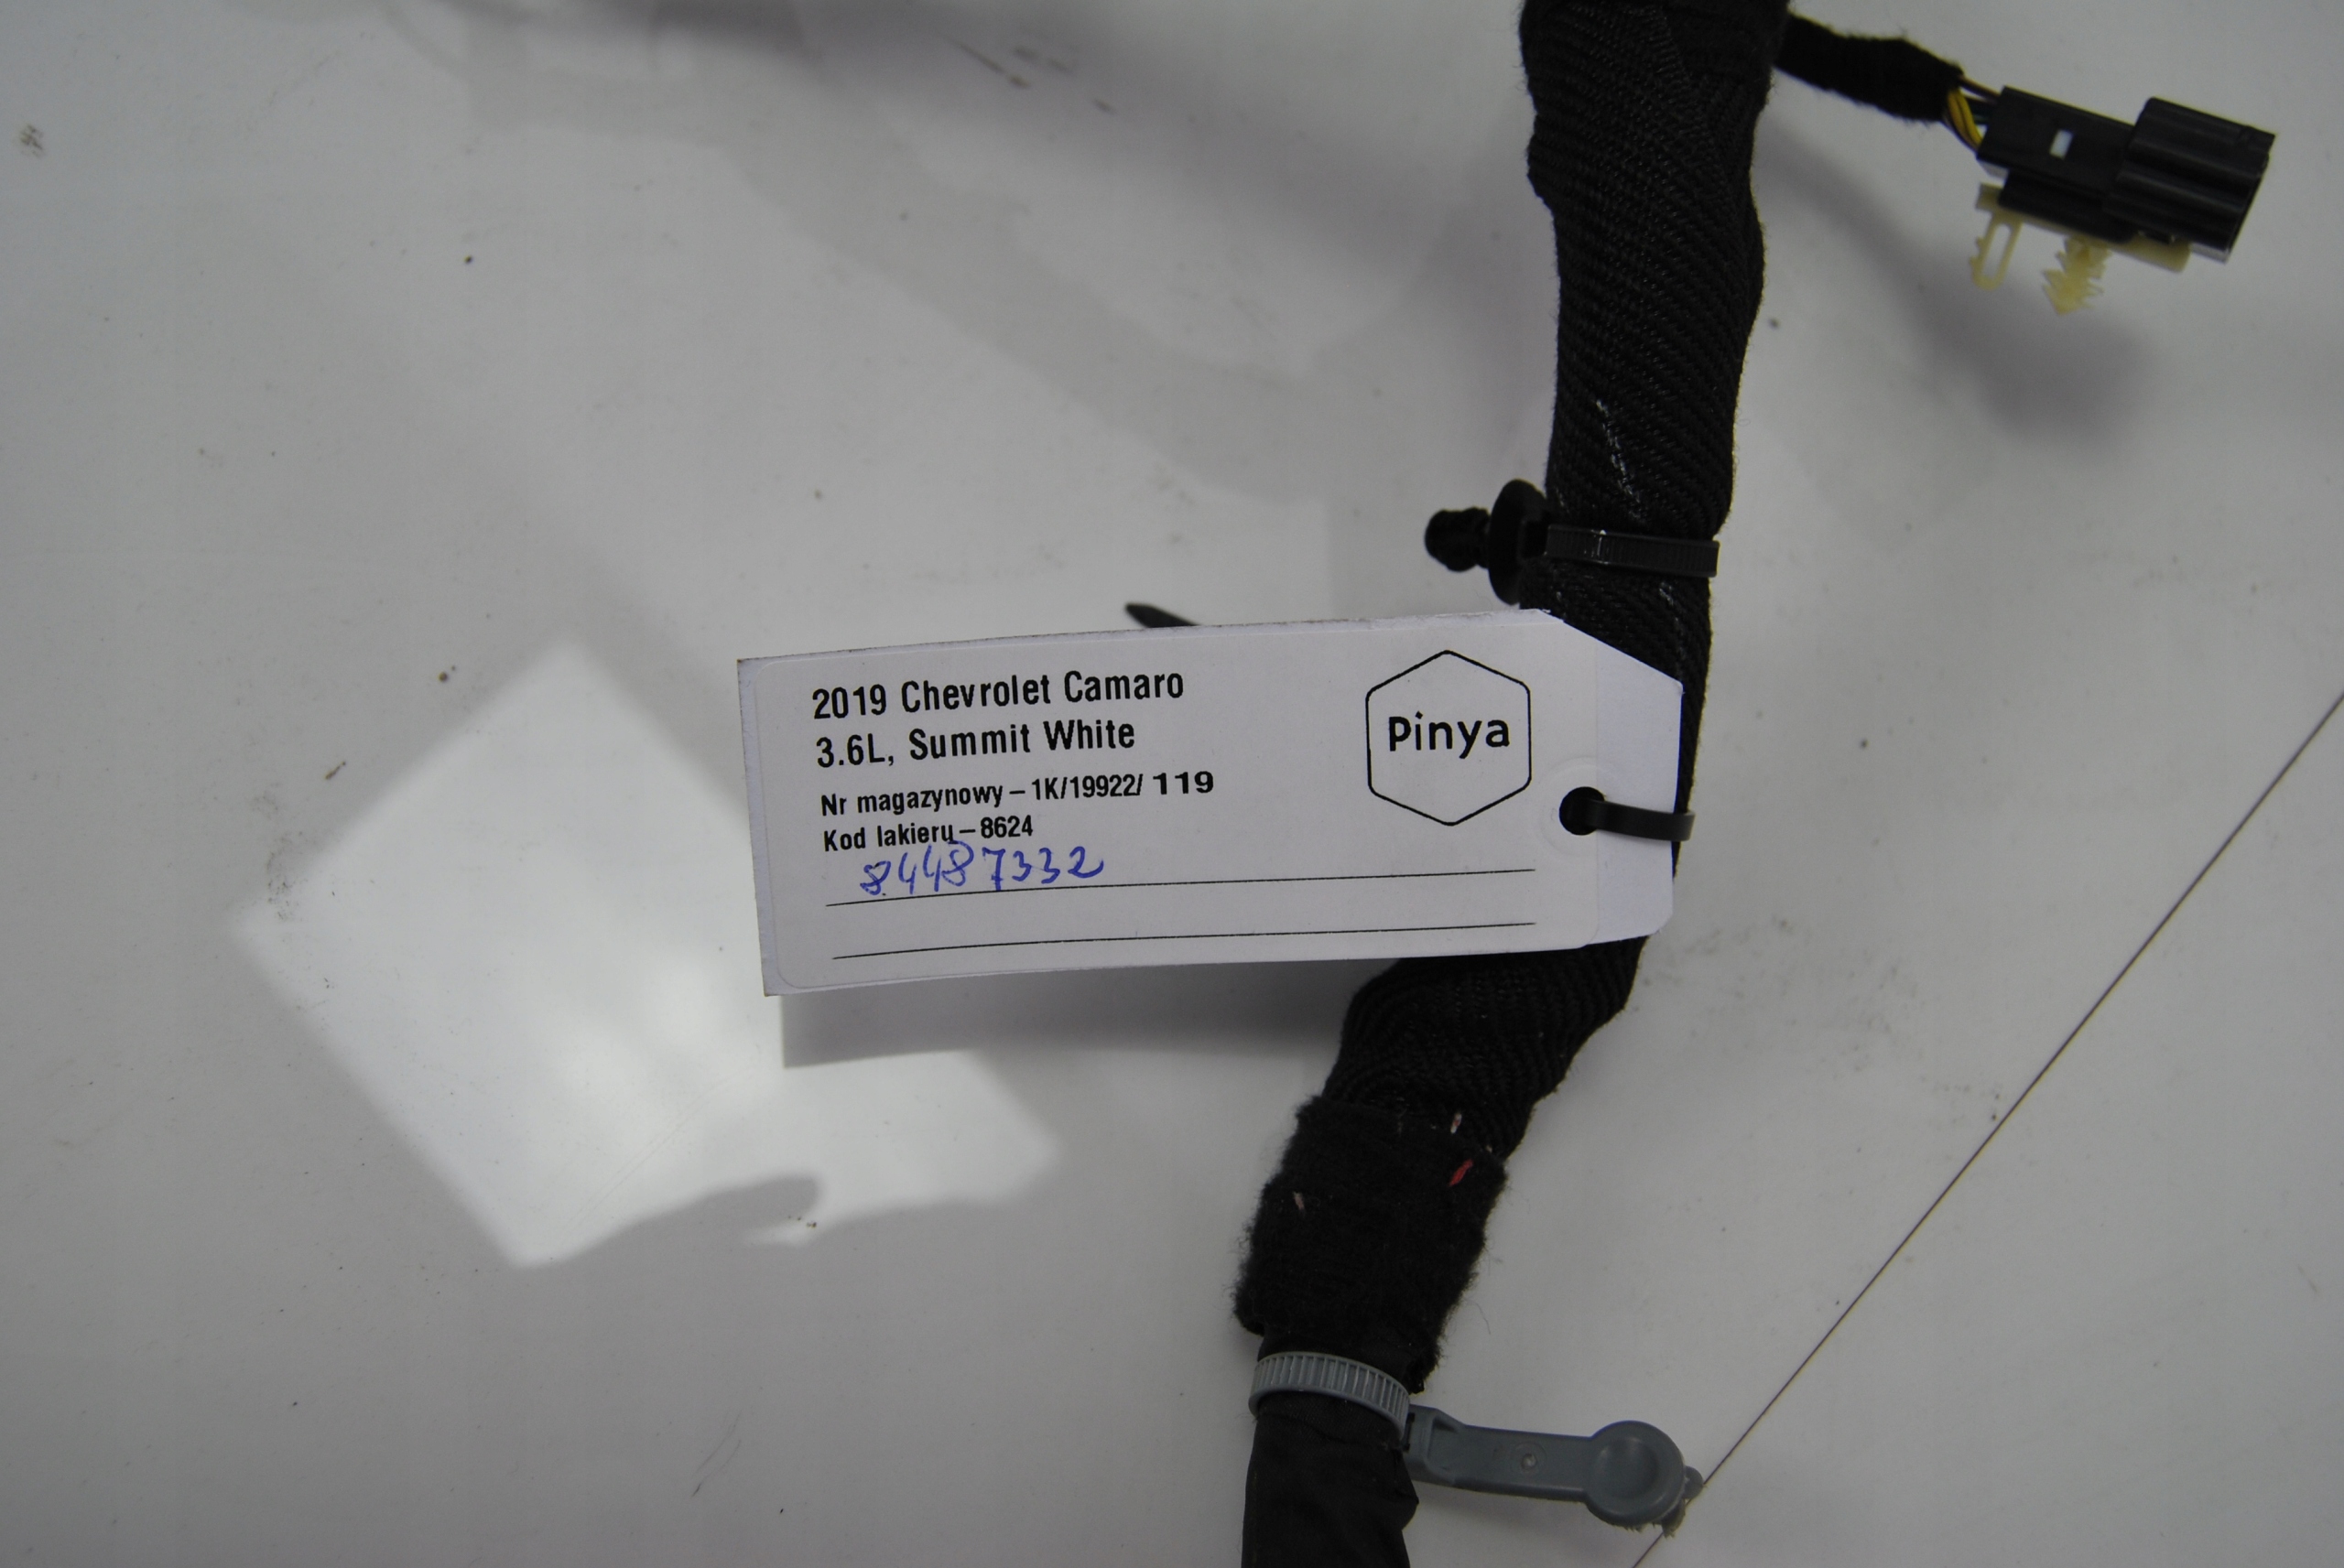 2019 Chevrolet Camaro
3.6L, Summit White
Nr magazynowy – 1K/19922/ 119
Kod lakieru – 8624
84487332
Pinya